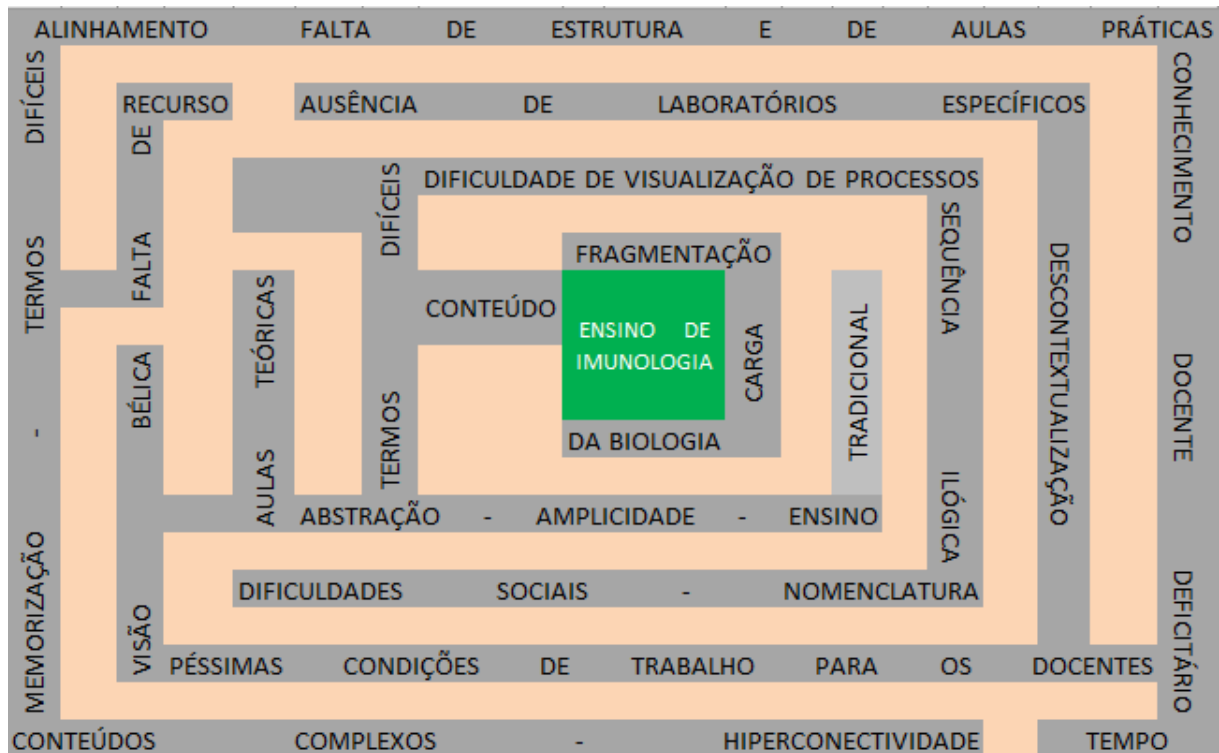 ALINHAMENTO FALTA DE ESTRUTURA E DE AULAS PRÁTICAS
MEMORIZAÇÃO - TERMOS DIFÍCEIS
CONHECIMENTO DOCENTE DEFICITÁRIO
RECURSO
FALTA DE
AUSÊNCIA DE LABORATÓRIOS ESPECÍFICOS
DESCONTEXTUALIZAÇÃO
DIFICULDADE DE VISUALIZAÇÃO DE PROCESSOS
TERMOS DIFÍCEIS
SEQUÊNCIA ILÓGICA
FRAGMENTAÇÃO
CONTEÚDO
ENSINO DE
IMUNOLOGIA
CARGA
TRADICIONAL
DA BIOLOGIA
AULAS TEÓRICAS
VISÃO BÉLICA
ABSTRAÇÃO - AMPLICIDADE - ENSINO
DIFICULDADES SOCIAIS - NOMENCLATURA
PÉSSIMAS CONDIÇÕES DE TRABALHO PARA OS DOCENTES
CONTEÚDOS COMPLEXOS - HIPERCONECTIVIDADE TEMPO